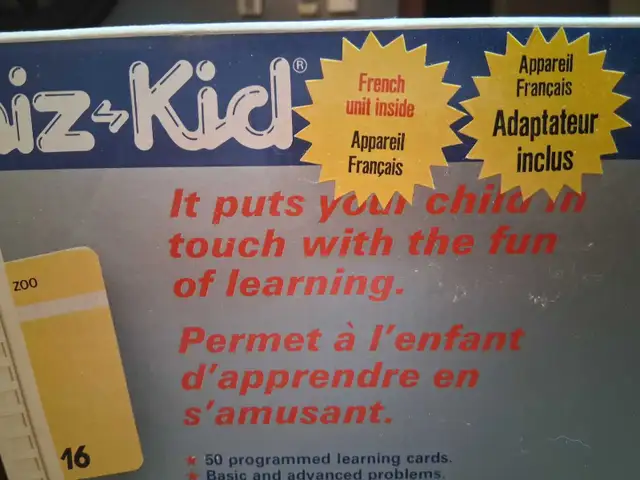 iz-Kid®
French
unit inside
Appareil
Français
Appareil
Français
Adaptateur
inclus
It puts your child in
touch with the fun
of learning.
Permet à l'enfant
d'apprendre en
s'amusant.
ZOO
16
★ 50 programmed learning cards.
★ Basic and advanced problems.